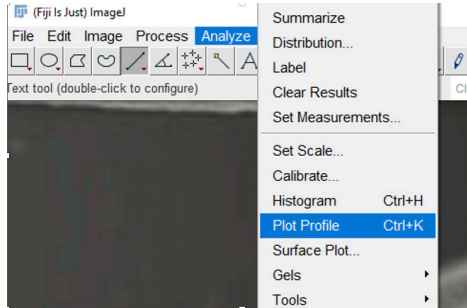 (Fiji Is Just) ImageJ
File Edit Image Process Analyze
A
Text tool (double-click to configure)
Summarize
Distribution...
Label
Clear Results
Set Measurements...
Set Scale...
Calibrate...
Histogram Ctrl+H
Plot Profile Ctrl+K
Surface Plot...
Gels
Tools